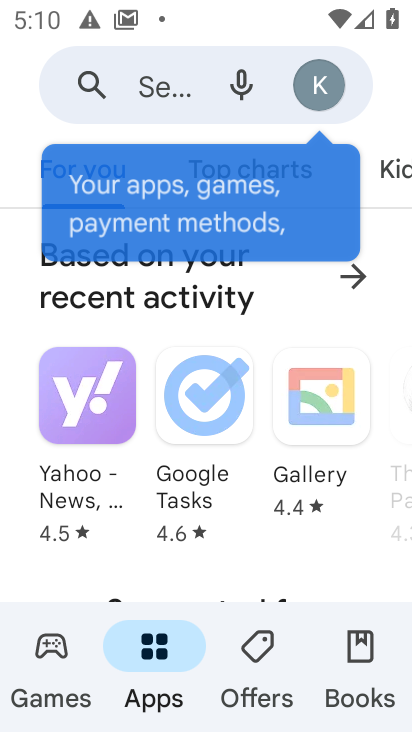 5:10
Se...
K
For you Top charts Kid
Your apps, games,
payment methods,
Based on your
recent activity
Yahoo - News, ...
4.5 ★
Google Tasks
4.6 ★
Gallery
4.4 ★
Th
Pa
4.3
Games Apps Offers Books